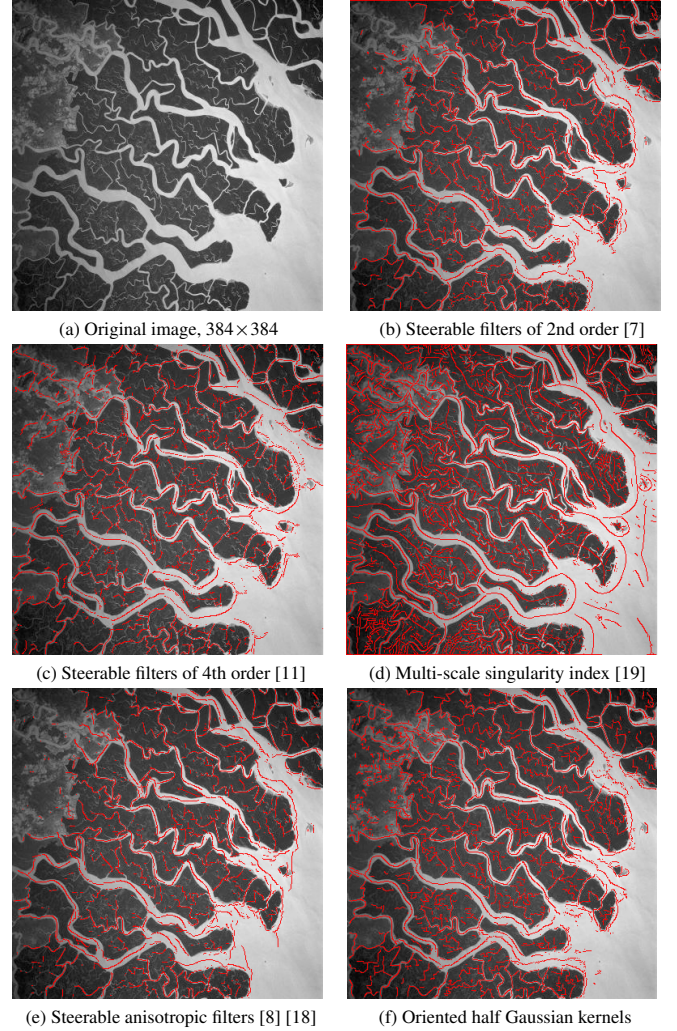 (a) Original image, 384×384
(b) Steerable filters of 2nd order [7]
(c) Steerable filters of 4th order [11]
(d) Multi-scale singularity index [19]
(e) Steerable anisotropic filters [8] [18]
(f) Oriented half Gaussian kernels